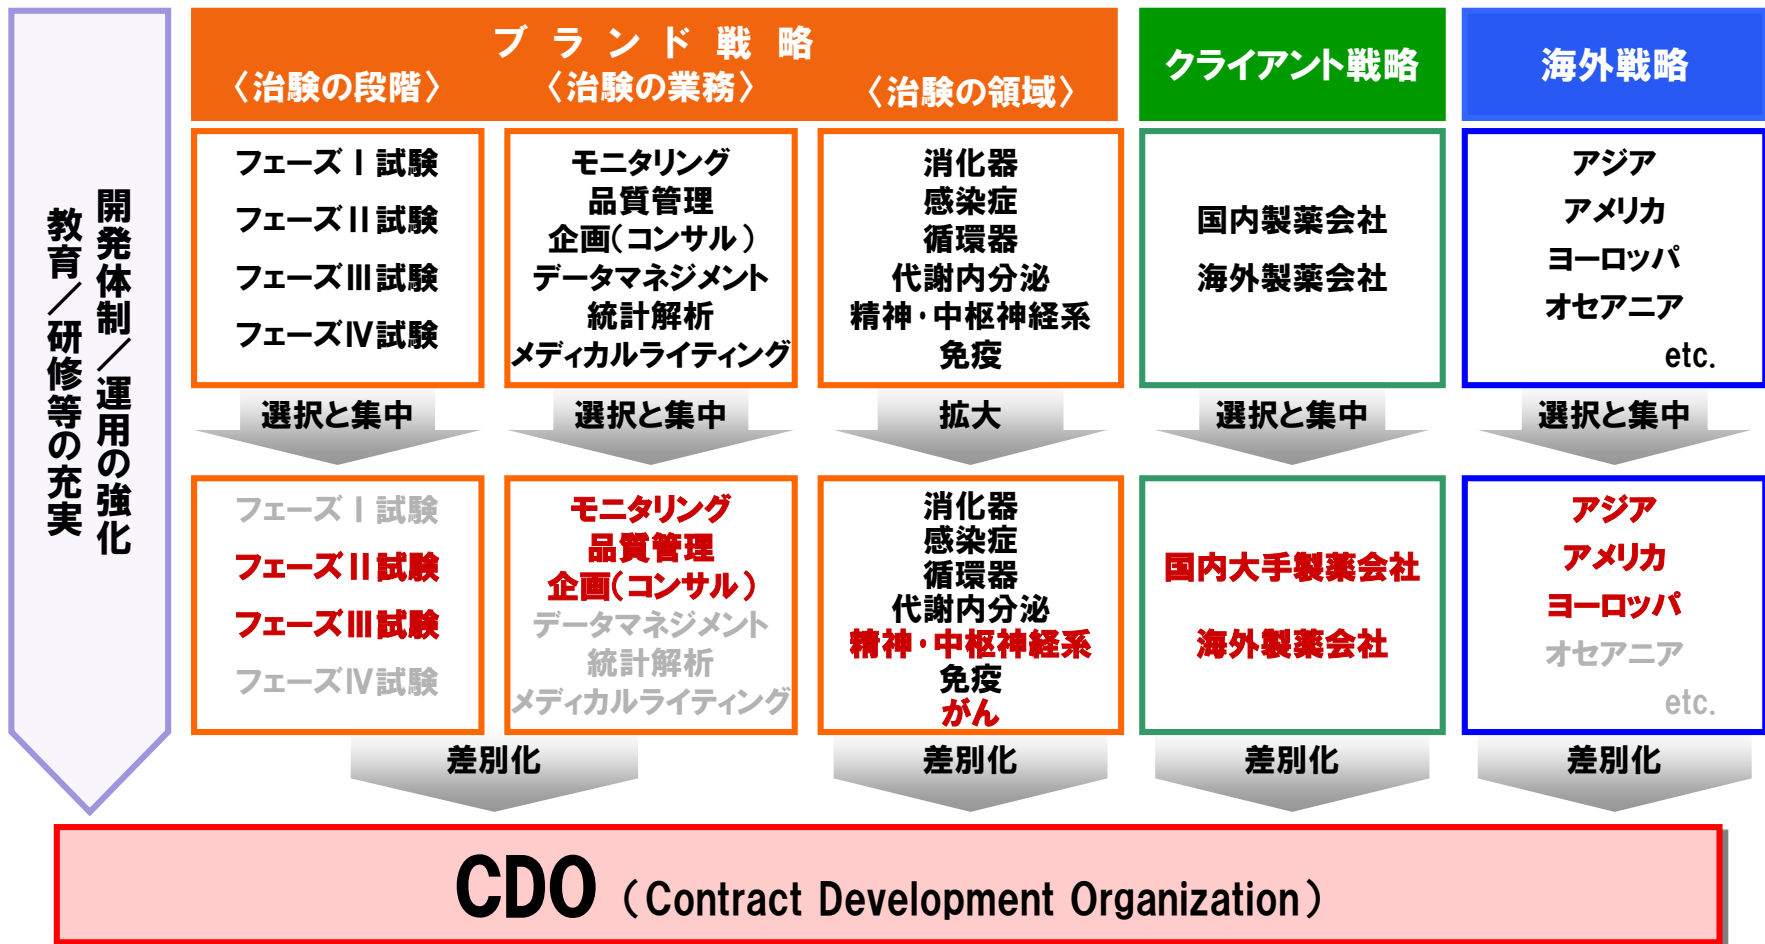 開発体制／運用の強化
教育／研修等の充実
ブランド戦略
〈治験の段階〉
〈治験の業務〉
〈治験の領域〉
クライアント戦略
海外戦略
フェーズⅠ試験
フェーズⅡ試験
フェーズⅢ試験
フェーズⅣ試験
モニタリング
品質管理
企画(コンサル)
データマネジメント
統計解析
メディカルライティング
消化器
感染症
循環器
代謝内分泌
精神・中枢神経系
免疫
国内製薬会社
海外製薬会社
アジア
アメリカ
ヨーロッパ
オセアニア
etc.
選択と集中
選択と集中
拡大
選択と集中
選択と集中
フェーズⅠ試験
フェーズⅡ試験
フェーズⅢ試験
フェーズⅣ試験
モニタリング
品質管理
企画(コンサル)
データマネジメント
統計解析
メディカルライティング
消化器
感染症
循環器
代謝内分泌
精神・中枢神経系
免疫
がん
国内大手製薬会社
海外製薬会社
アジア
アメリカ
ヨーロッパ
オセアニア
etc.
差別化
差別化
差別化
差別化
CDO（Contract Development Organization）